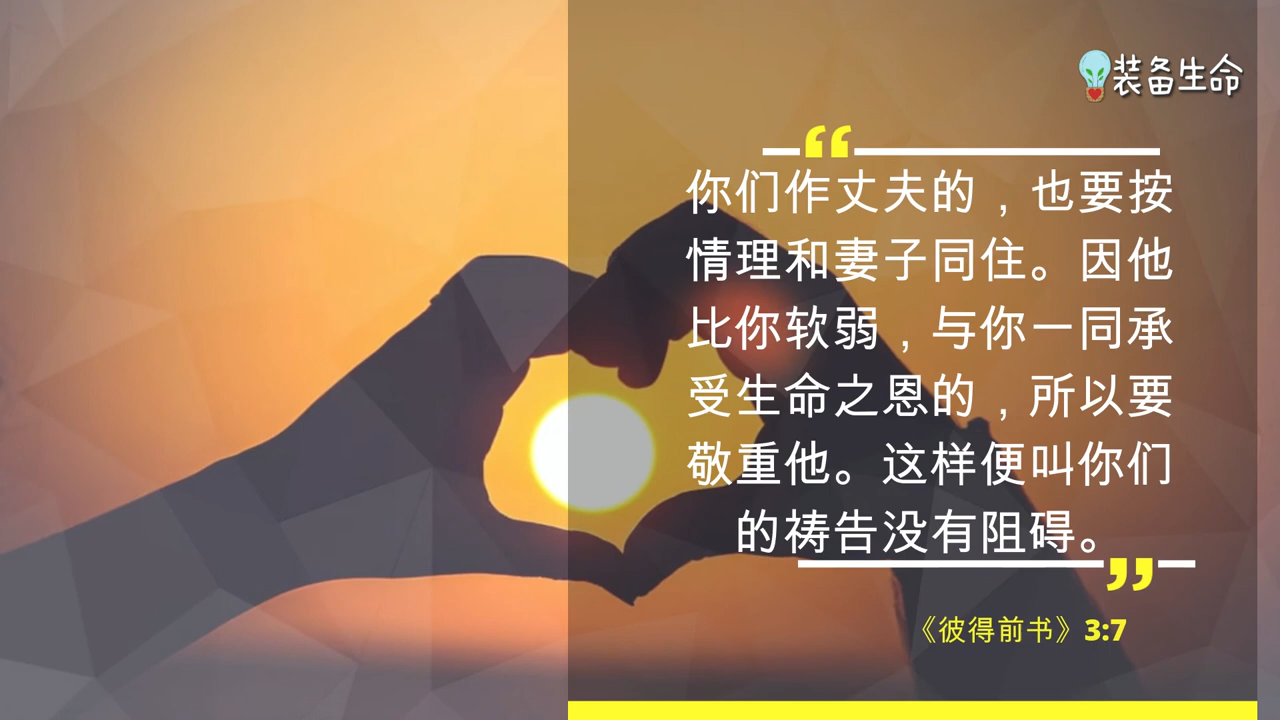 装备生命
“
你们作丈夫的，也要按
情理和妻子同住。因他
比你软弱，与你一同承
受生命之恩的，所以要
敬重他。这样便叫你们
的祷告没有阻碍。
”
《彼得前书》3:7